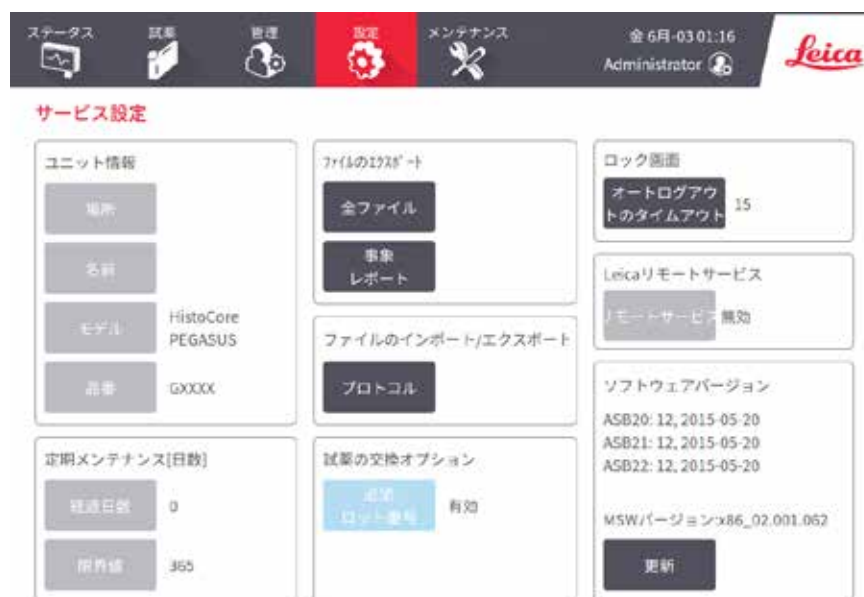 ステータス
試薬
管理
設定
メンテナンス
金 6月-03 01:16
Administrator
Leica
サービス設定
ユニット情報
場所
名前
モデル
HistoCore
PEGASUS
品番
GXXXX
定期メンテナンス[日数]
経過日数
0
限界値
365
ファイルのエクスポート
全ファイル
事象
レポート
ファイルのインポート/エクスポート
プロトコル
試薬の交換オプション
追加
ロット番号
有効
ロック画面
オートログアウ
トのタイムアウト
15
Leicaリモートサービス
リモートサービス
無効
ソフトウェアバージョン
ASB20: 12, 2015-05-20
ASB21: 12, 2015-05-20
ASB22: 12, 2015-05-20
MSWバージョン:x86_02.001.062
更新